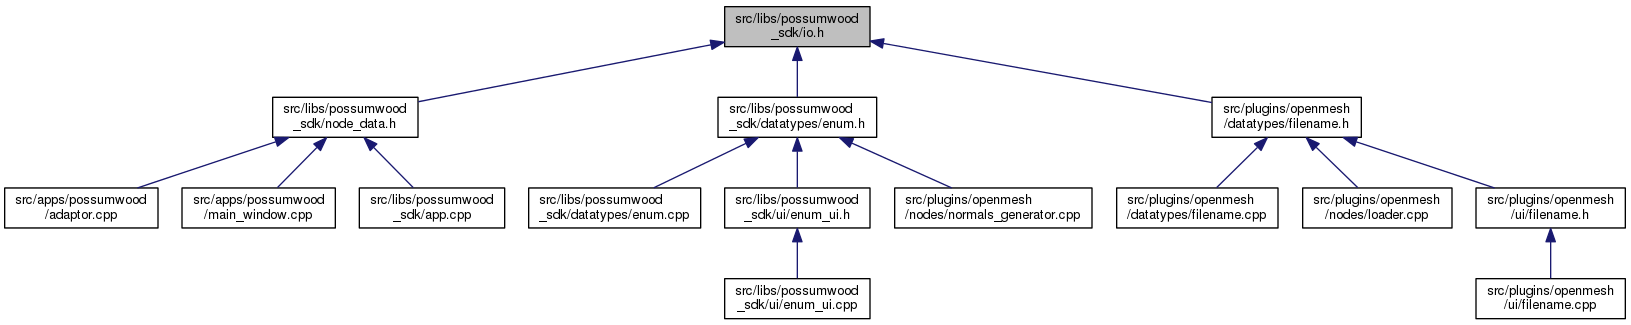 src/libs/possumwood
_sdk/io.h
src/libs/possumwood
_sdk/node_data.h
src/libs/possumwood
_sdk/datatypes/enum.h
src/plugins/openmesh
/datatypes/filename.h
src/apps/possumwood
/adaptor.cpp
src/apps/possumwood
/main_window.cpp
src/libs/possumwood
_sdk/app.cpp
src/libs/possumwood
_sdk/datatypes/enum.cpp
src/libs/possumwood
_sdk/ui/enum_ui.h
src/plugins/openmesh
/nodes/normals_generator.cpp
src/plugins/openmesh
/datatypes/filename.cpp
src/plugins/openmesh
/nodes/loader.cpp
src/plugins/openmesh
/ui/filename.h
src/libs/possumwood
_sdk/ui/enum_ui.cpp
src/plugins/openmesh
/ui/filename.cpp